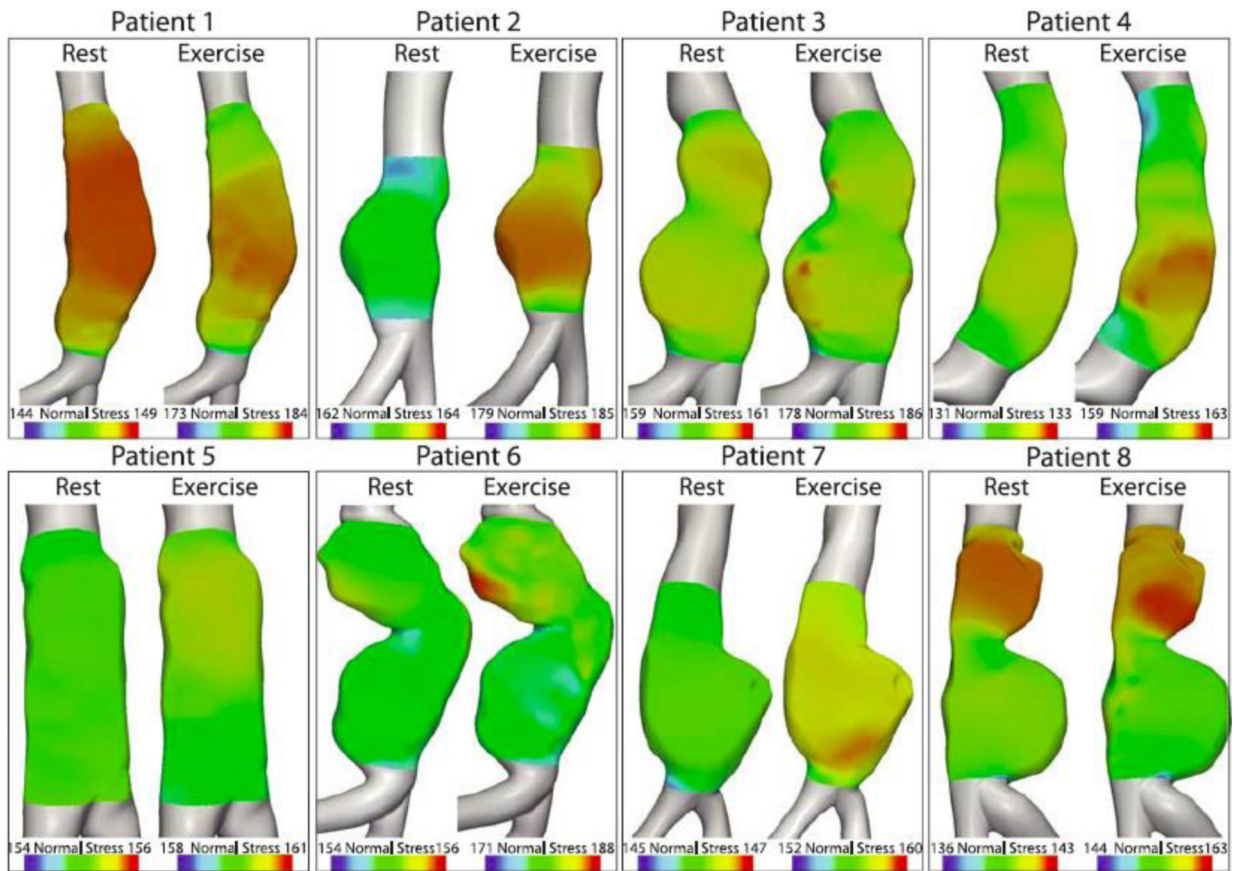 Patient 1 Patient 2 Patient 3 Patient 4
Rest Exercise Rest Exercise Rest Exercise Rest Exercise
144 Normal Stress 149 173 Normal Stress 184 162 Normal Stress 164 179 Normal Stress 185 159 Normal Stress 161 178 Normal Stress 186 131 Normal Stress 133 159 Normal Stress 163
Patient 5 Patient 6 Patient 7 Patient 8
Rest Exercise Rest Exercise Rest Exercise Rest Exercise
154 Normal Stress 156 158 Normal Stress 161 154 Normal Stress 156 171 Normal Stress 188 145 Normal Stress 147 152 Normal Stress 160 136 Normal Stress 143 144 Normal Stress 163